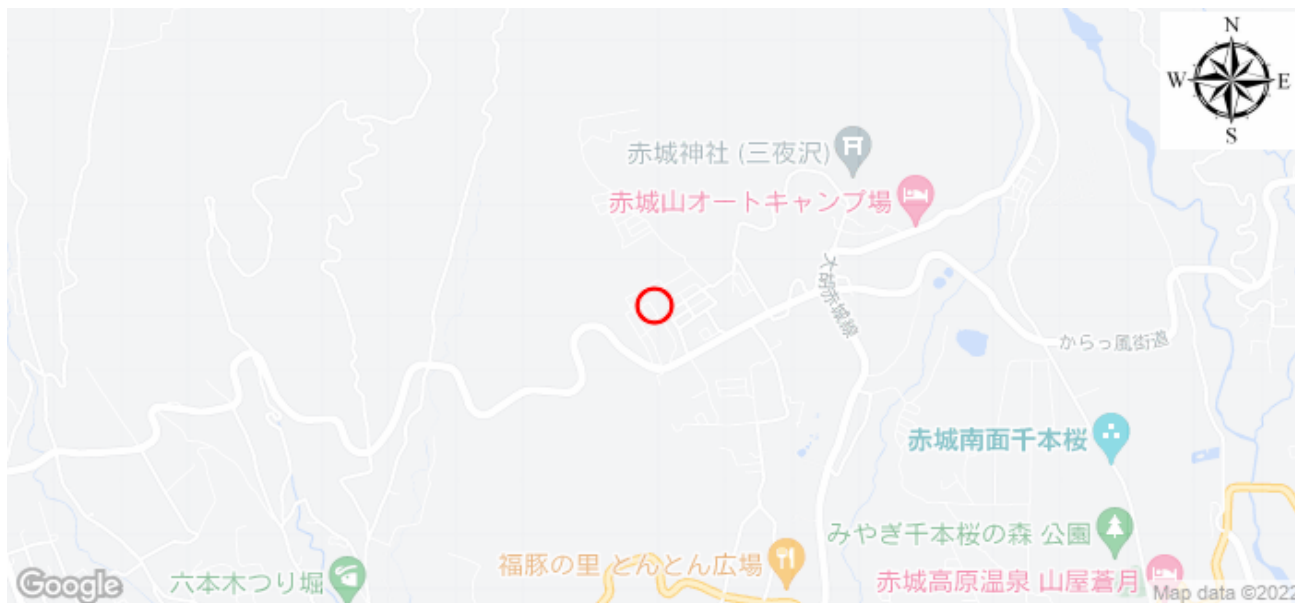 N
W E
S
赤城神社 (三夜沢)
赤城山オートキャンプ場
大胡赤城線
からっ風街道
赤城南面千本桜
みやぎ千本桜の森 公園
福豚の里 とんとん広場
六本木つり堀
赤城高原温泉 山屋蒼月
Google
Map data ©2022